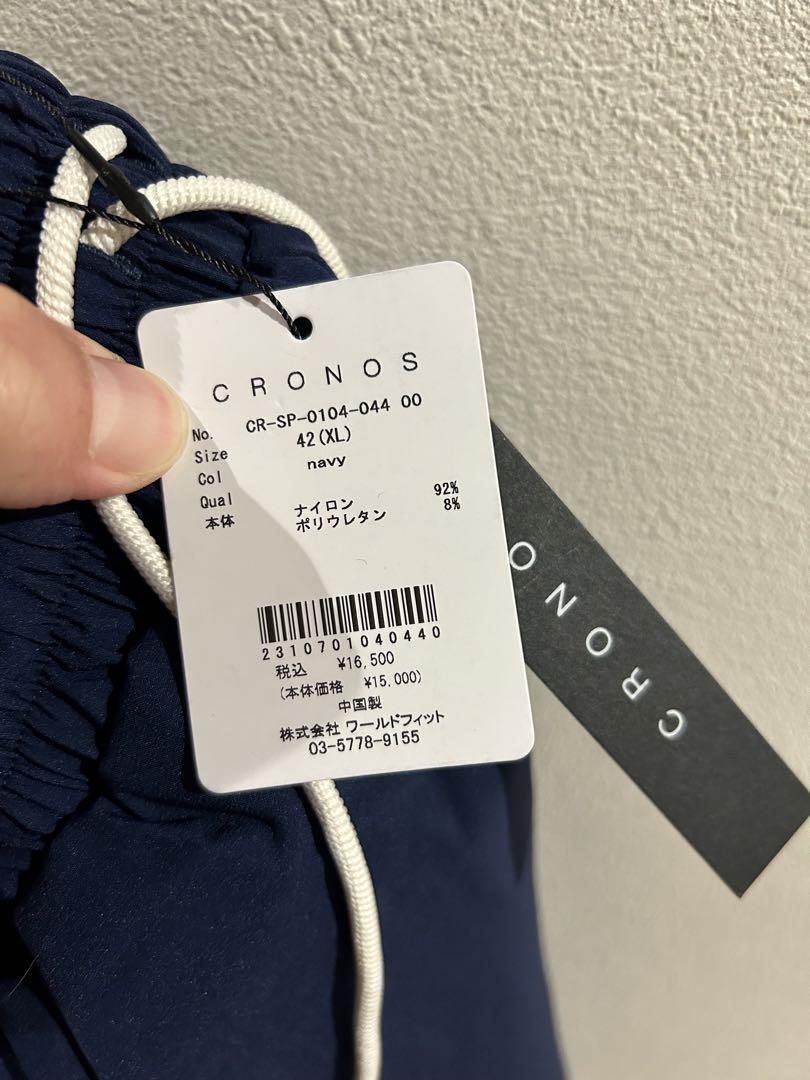 CRONOS
No. CR-SP-0104-044 00
Size 42(XL)
Col navy
Qual
本体 ナイロン 92%
ポリウレタン 8%
2310701040440
税込 ¥16,500
(本体価格 ¥15,000)
中国製
株式会社 ワールドフィット
03-5778-9155
CRONO